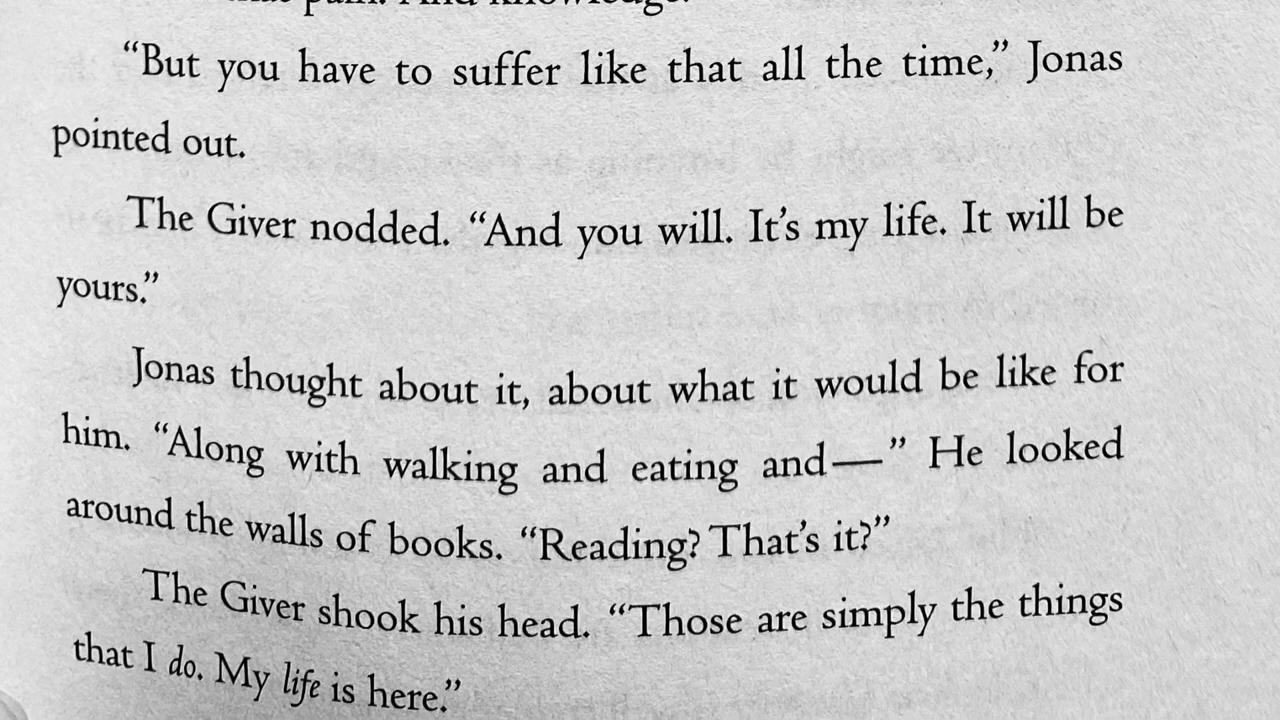 pain. And knowledge.
“But you have to suffer like that all the time,” Jonas
pointed out.
The Giver nodded. “And you will. It’s my life. It will be
yours.”
Jonas thought about it, about what it would be like for
him. “Along with walking and eating and—” He looked
around the walls of books. “Reading? That’s it?”
The Giver shook his head. “Those are simply the things
that I do. My life is here.”